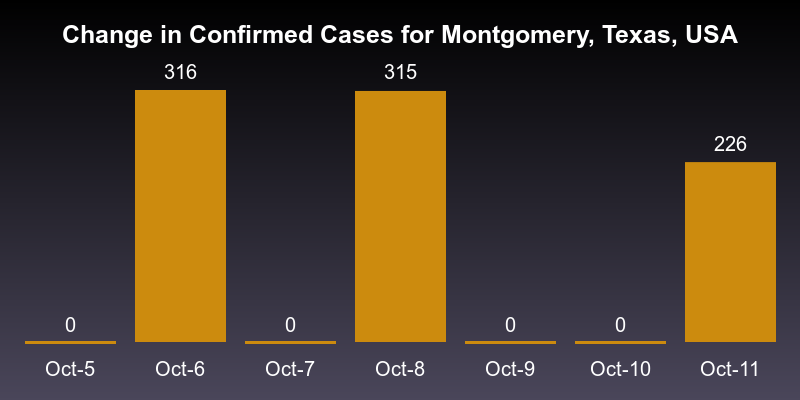 Change in Confirmed Cases for Montgomery, Texas, USA
316
315
226
0
0
0
0
Oct-5
Oct-6
Oct-7
Oct-8
Oct-9
Oct-10
Oct-11